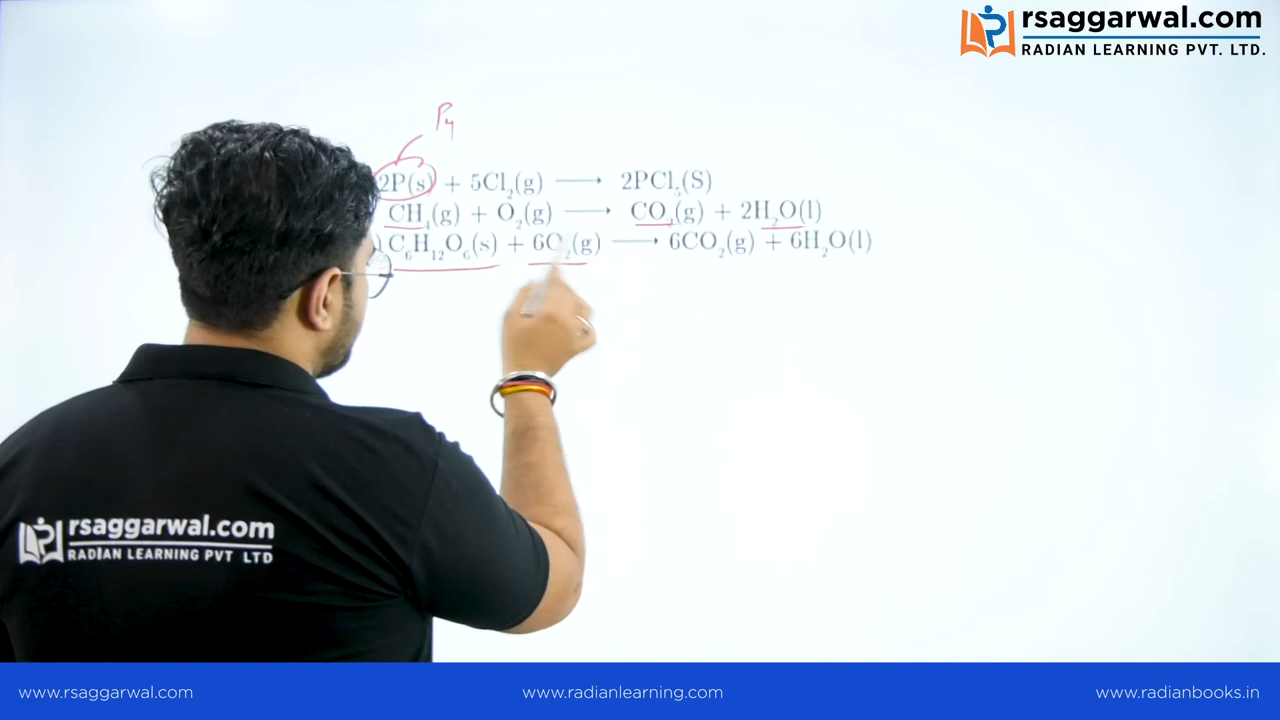 rsaggarwal.com
RADIAN LEARNING PVT. LTD.
P₄
2P(s) + 5Cl₂(g) ⟶ 2PCl₅(S)
CH₄(g) + O₂(g) ⟶ CO₂(g) + 2H₂O(l)
) C₆H₁₂O₆(s) + 6O₂(g) ⟶ 6CO₂(g) + 6H₂O(l)
rsaggarwal.com
RADIAN LEARNING PVT LTD
www.rsaggarwal.com
www.radianlearning.com
www.radianbooks.in